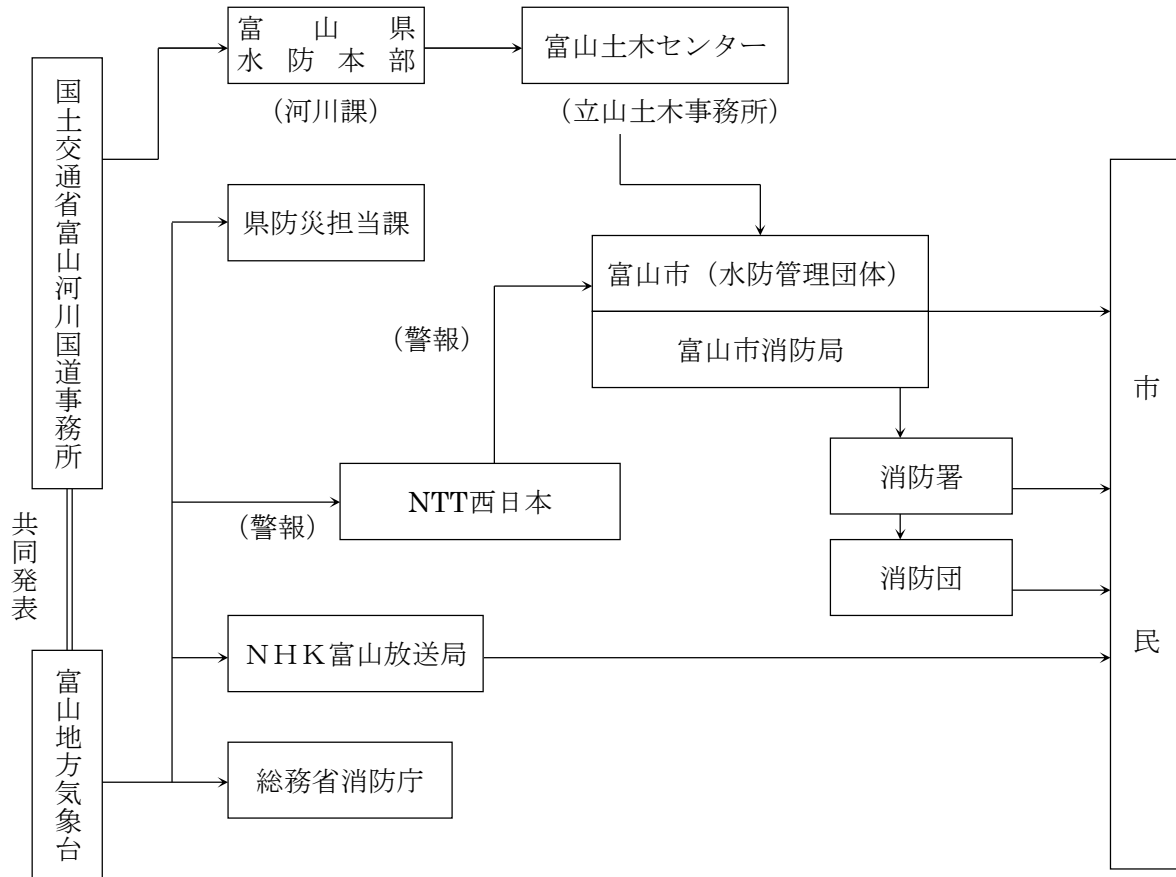 富山県
水防本部
(河川課)
富山土木センター
(立山土木事務所)
国土交通省富山河川国道事務所
県防災担当課
富山市(水防管理団体)
富山市消防局
(警報)
市民
消防署
NTT西日本
(警報)
共同発表
消防団
NHK富山放送局
富山地方気象台
総務省消防庁